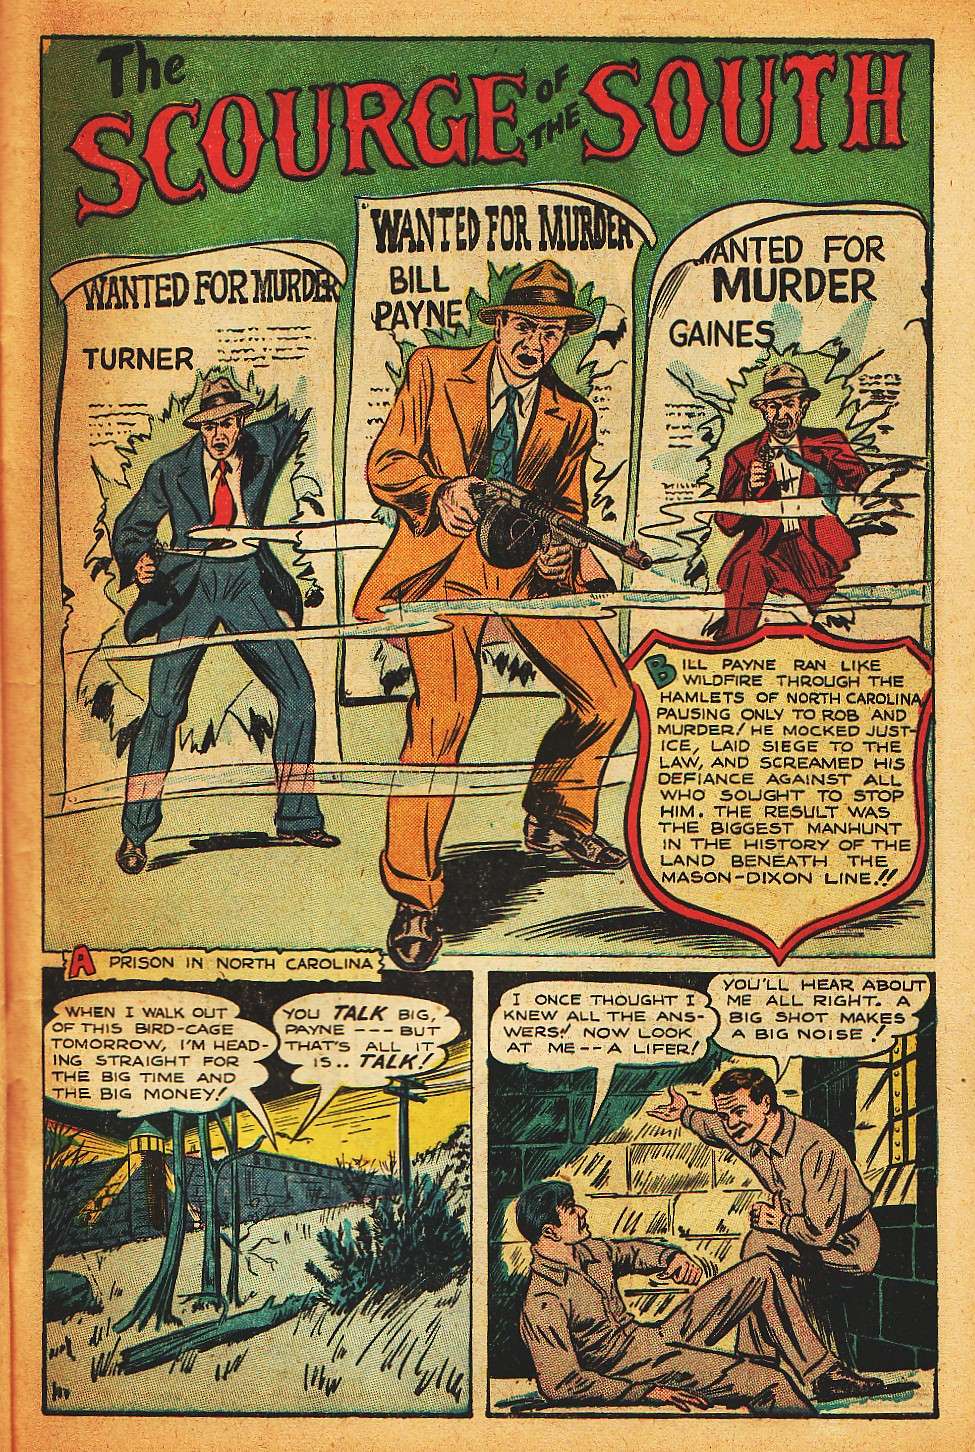 The
SCOURGE OF THE SOUTH
WANTED FOR MURDER
TURNER
WANTED FOR MURDER
BILL
PAYNE
WANTED FOR
MURDER
GAINES
BILL PAYNE RAN LIKE
WILDFIRE THROUGH THE
HAMLETS OF NORTH CAROLINA
PAUSING ONLY TO ROB AND
MURDER! HE MOCKED JUST-
ICE, LAID SIEGE TO THE
LAW, AND SCREAMED HIS
DEFIANCE AGAINST ALL
WHO SOUGHT TO STOP
HIM. THE RESULT WAS
THE BIGGEST MANHUNT
IN THE HISTORY OF THE
LAND BENEATH THE
MASON-DIXON LINE!!
A PRISON IN NORTH CAROLINA
WHEN I WALK OUT
OF THIS BIRD-CAGE
TOMORROW, I'M HEAD-
ING STRAIGHT FOR
THE BIG TIME AND
THE BIG MONEY!
YOU TALK BIG,
PAYNE --- BUT
THAT'S ALL IT
IS.. TALK!
I ONCE THOUGHT I
KNEW ALL THE ANS-
WERS! NOW LOOK
AT ME-- A LIFER!
YOU'LL HEAR ABOUT
ME ALL RIGHT. A
BIG SHOT MAKES
A BIG NOISE!